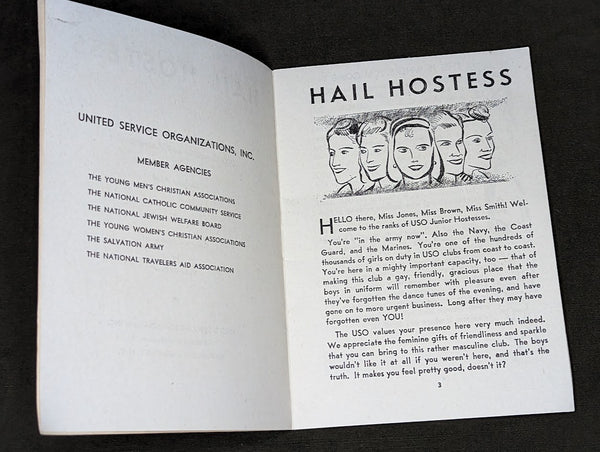 UNITED SERVICE ORGANIZATIONS, INC.
MEMBER AGENCIES
THE YOUNG MEN'S CHRISTIAN ASSOCIATIONS
THE NATIONAL CATHOLIC COMMUNITY SERVICE
THE NATIONAL JEWISH WELFARE BOARD
THE YOUNG WOMEN'S CHRISTIAN ASSOCIATIONS
THE SALVATION ARMY
THE NATIONAL TRAVELERS AID ASSOCIATION
HAIL HOSTESS
HELLO there, Miss Jones, Miss Brown, Miss Smith! Wel-
come to the ranks of USO Junior Hostesses.
You're "in the army now". Also the Navy, the Coast
Guard, and the Marines. You're one of the hundreds of
thousands of girls on duty in USO clubs from coast to coast.
You're here in a mighty important capacity, too — that of
making this club a gay, friendly, gracious place that the
boys in uniform will remember with pleasure even after
they've forgotten the dance tunes of the evening, and have
gone on to more urgent business. Long after they may have
forgotten even YOU!
The USO values your presence here very much indeed.
We appreciate the feminine gifts of friendliness and sparkle
that you can bring to this rather masculine club. The boys
wouldn't like it at all if you weren't here, and that's the
truth. It makes you feel pretty good, doesn't it?
3